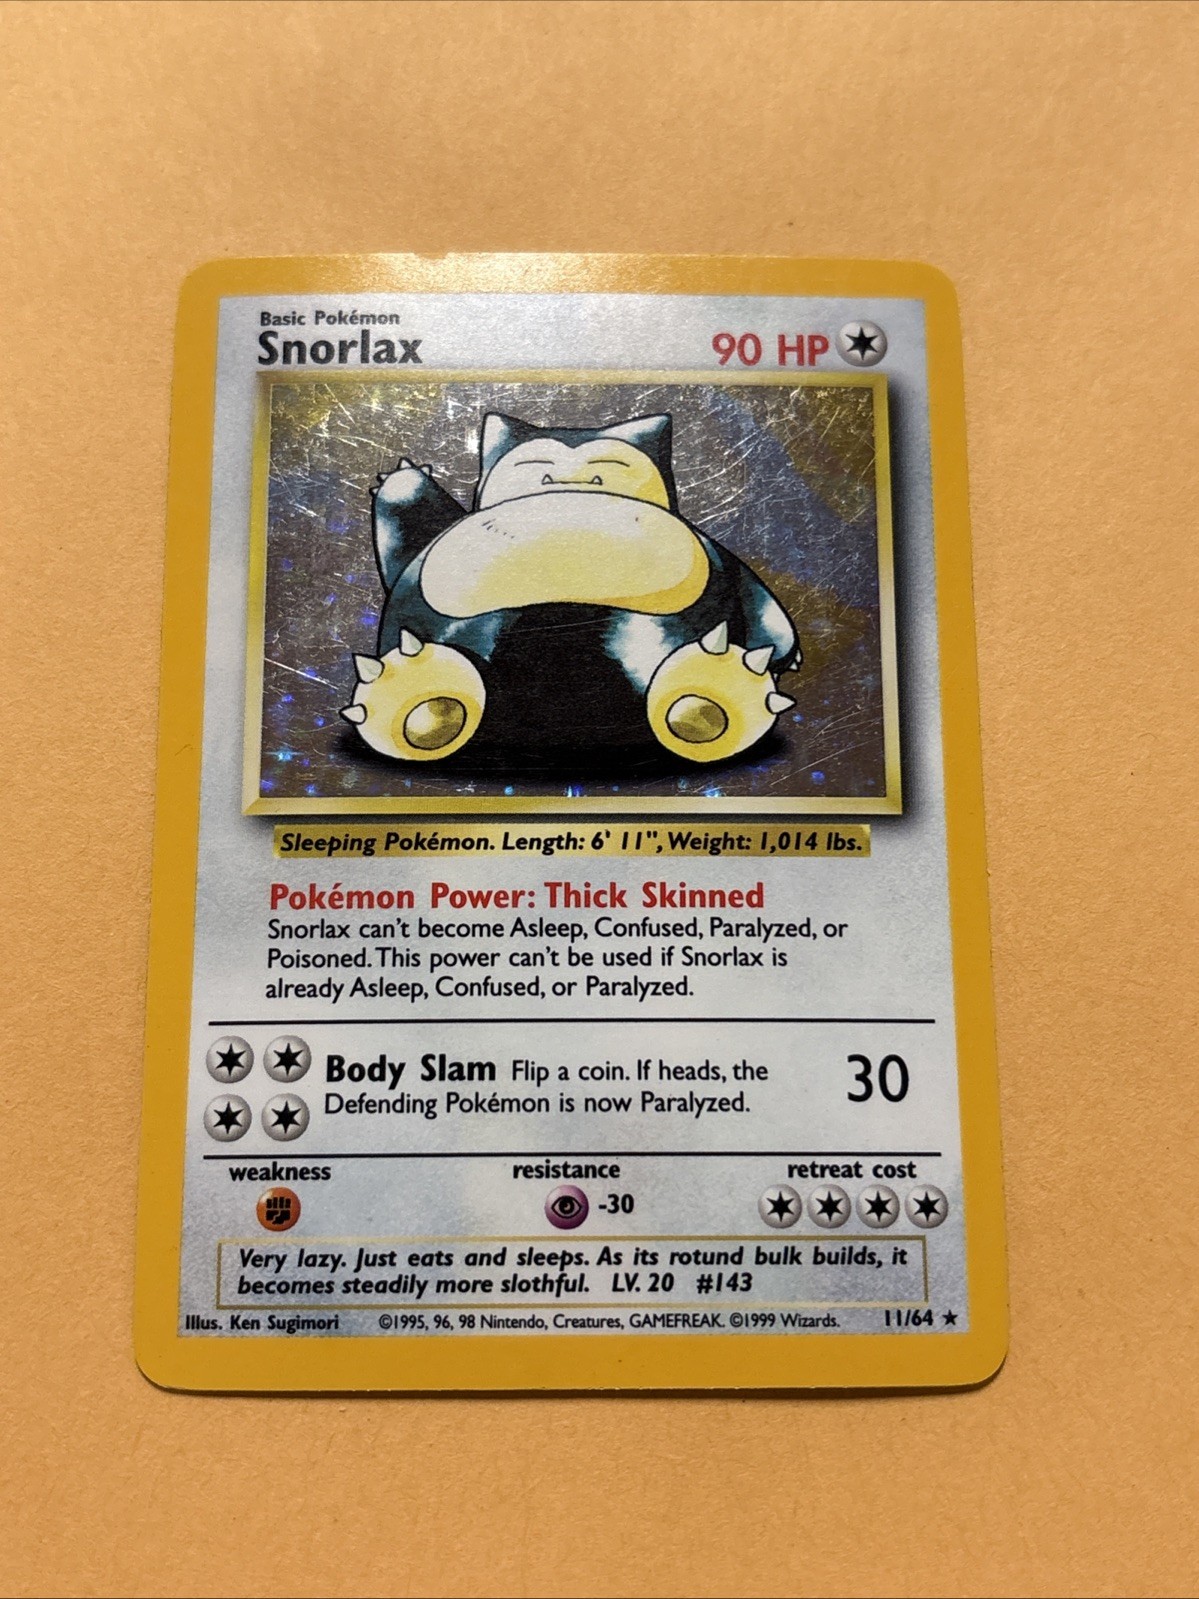 Basic Pokémon
Snorlax
90 HP
Sleeping Pokémon. Length: 6' 11", Weight: 1,014 lbs.
Pokémon Power: Thick Skinned
Snorlax can't become Asleep, Confused, Paralyzed, or
Poisoned. This power can't be used if Snorlax is
already Asleep, Confused, or Paralyzed.
Body Slam Flip a coin. If heads, the
Defending Pokémon is now Paralyzed.
30
weakness
resistance
retreat cost
-30
Very lazy. Just eats and sleeps. As its rotund bulk builds, it
becomes steadily more slothful. LV. 20 #143
Illus. Ken Sugimori ©1995, 96, 98 Nintendo, Creatures, GAMEFREAK. ©1999 Wizards. 11/64 ★